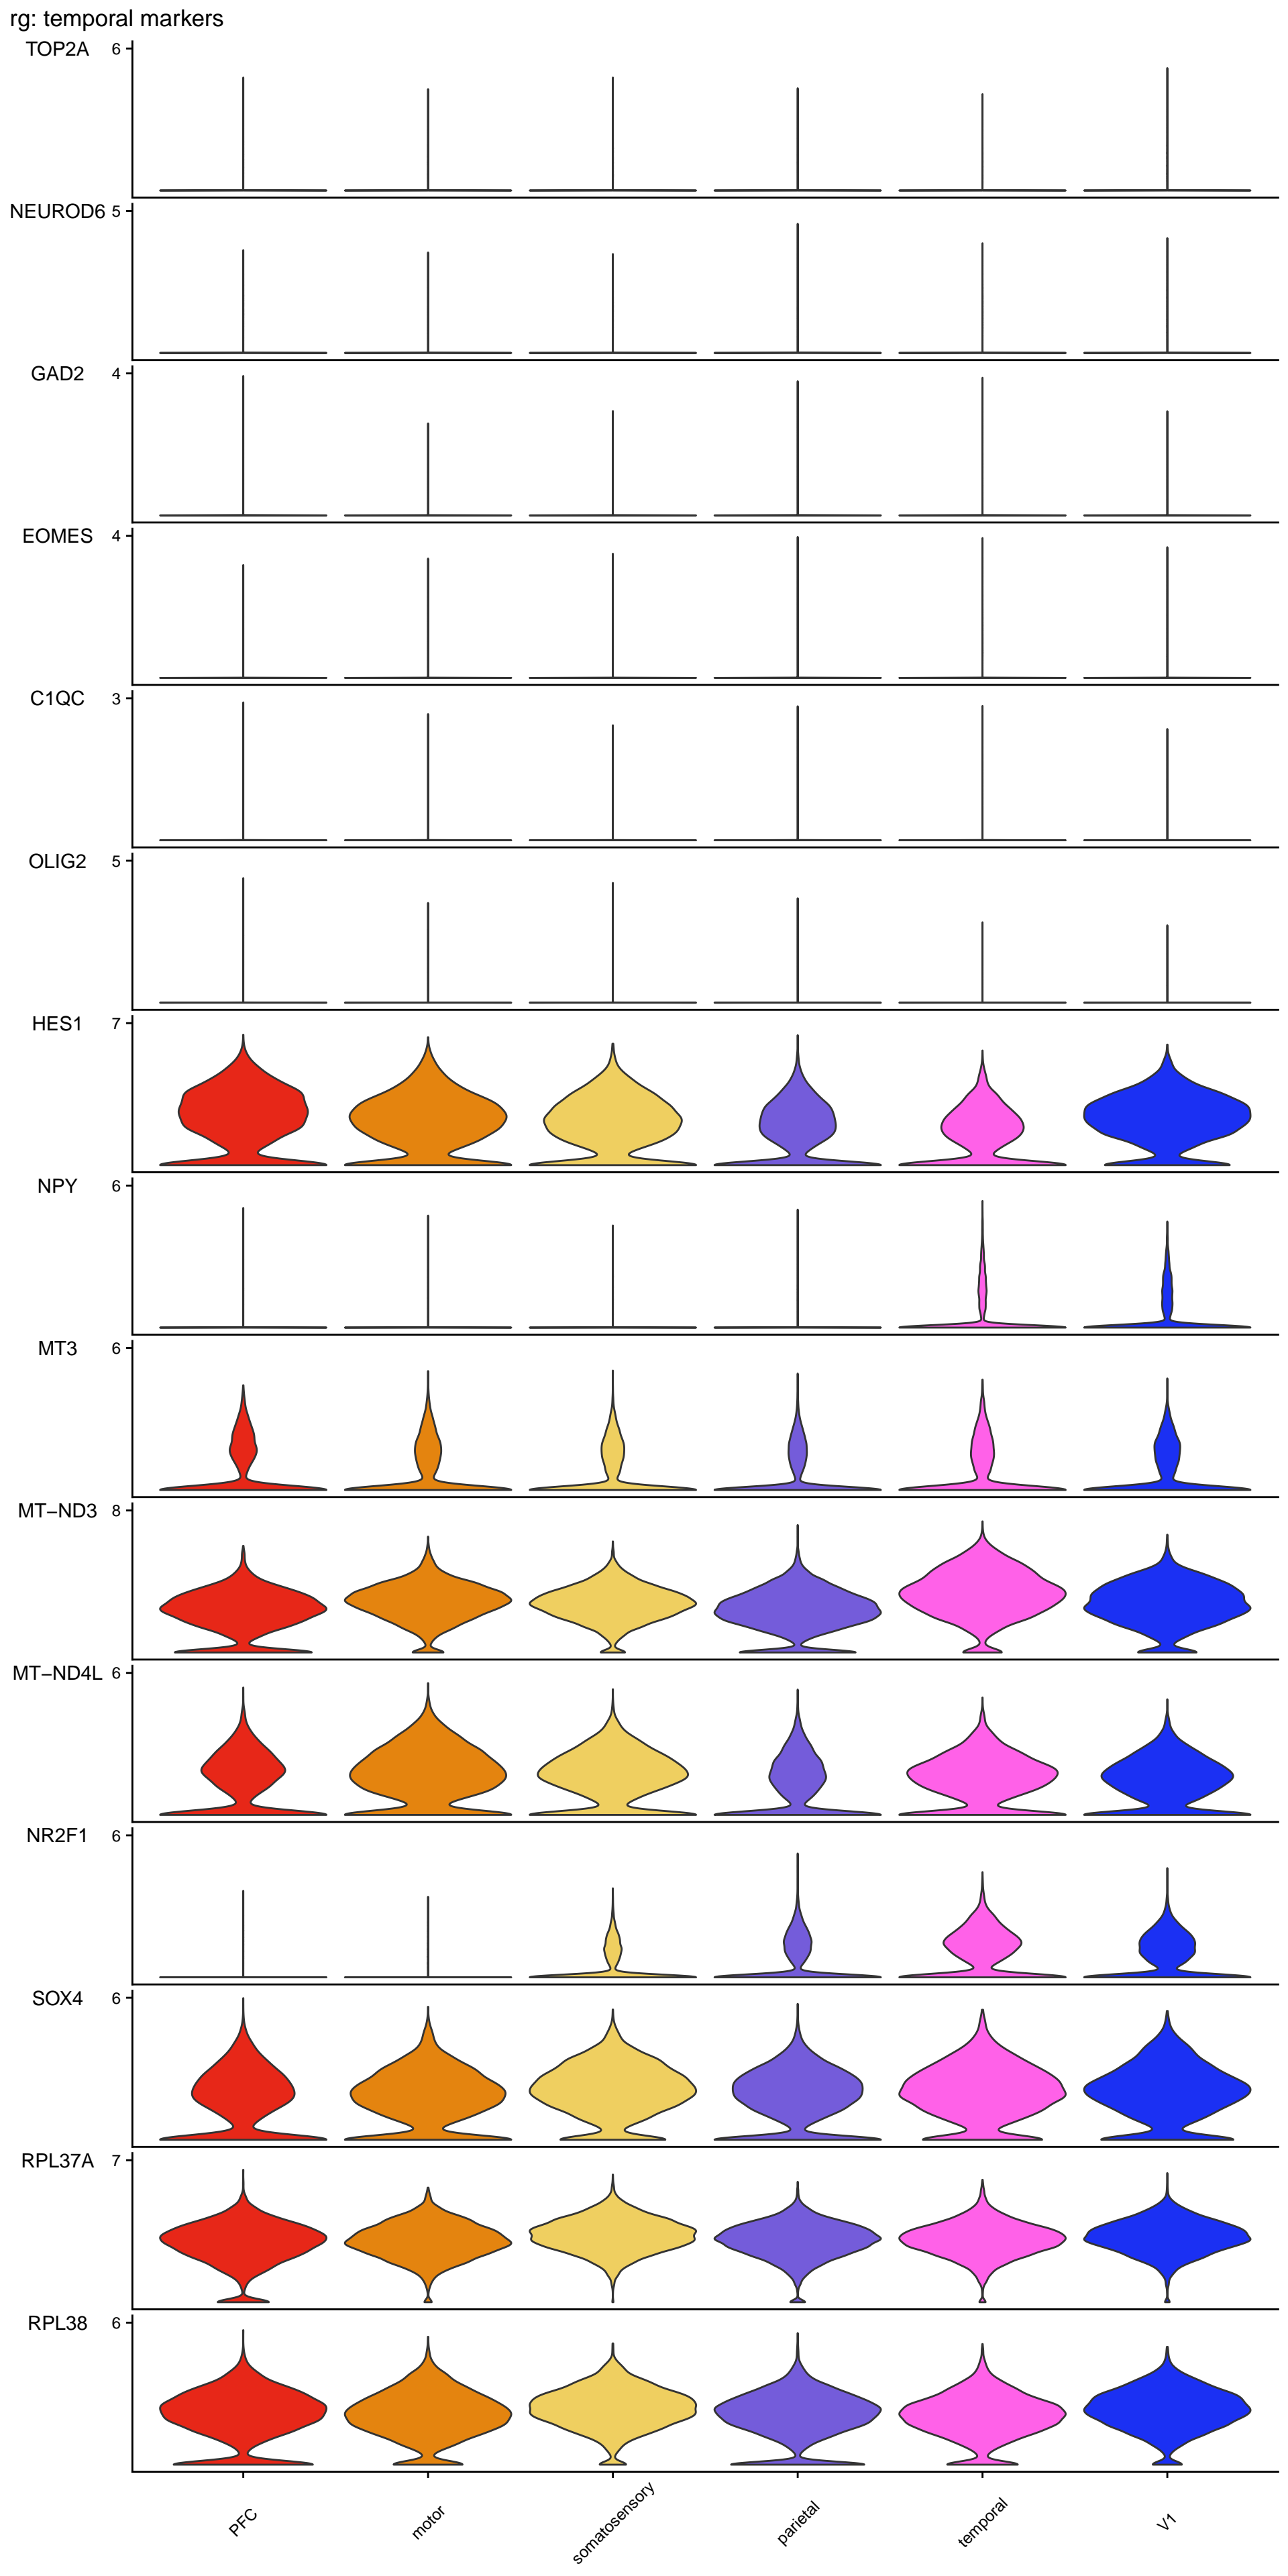 rg: temporal markers
TOP2A 6
NEUROD6 5
GAD2 4
EOMES 4
C1QC 3
OLIG2 5
HES1 7
NPY 6
MT3 6
MT−ND3 8
MT−ND4L 6
NR2F1 6
SOX4 6
RPL37A 7
RPL38 6
PFC motor somatosensory parietal temporal V1